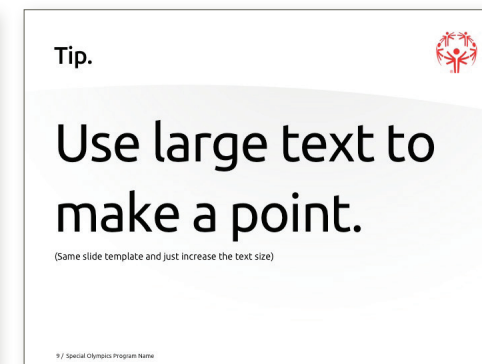 Tip.
Use large text to
make a point.
(Same slide template and just increase the text size)
9 / Special Olympics Program Name